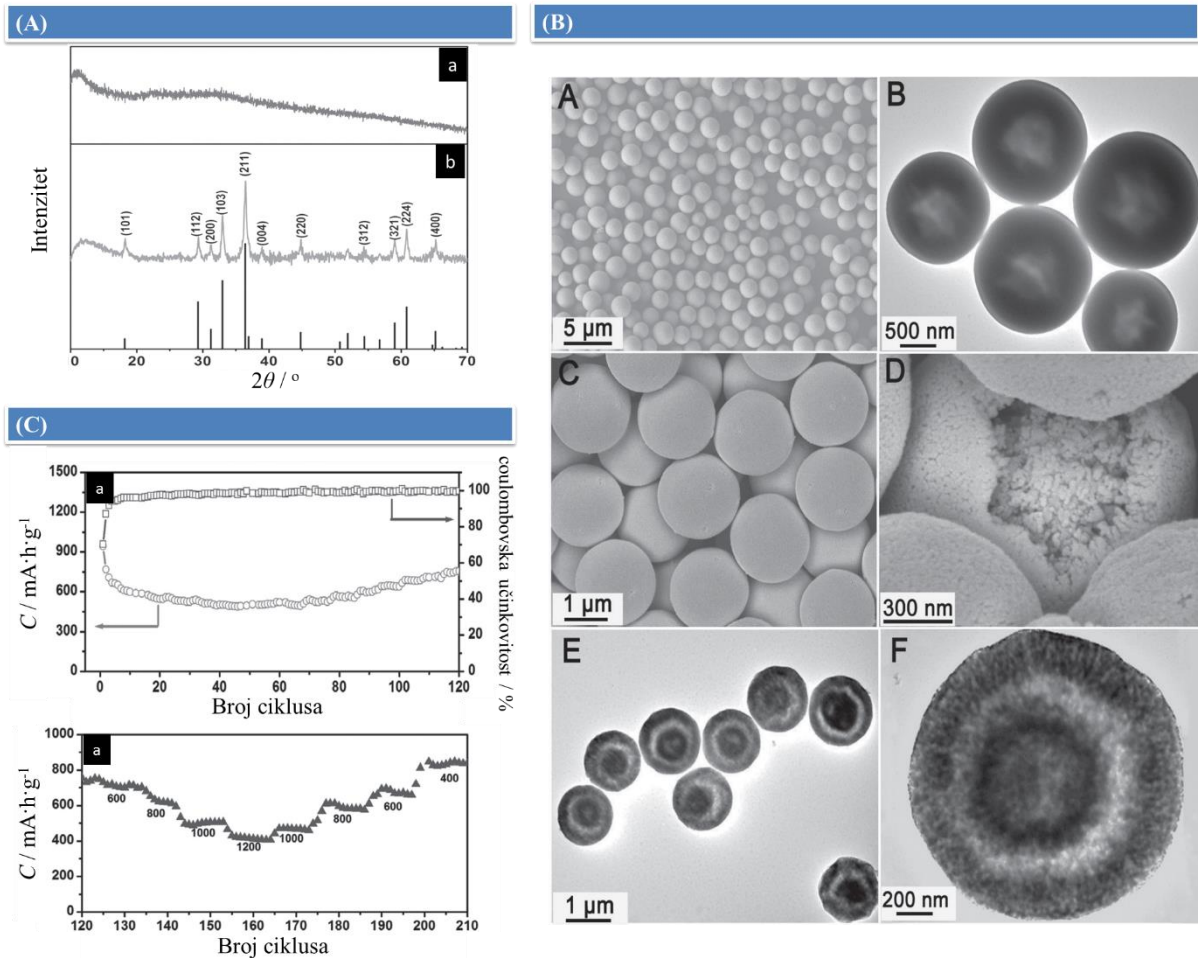 (A)
a
b
(101)
(112)
(200)
(103)
(211)
(004)
(220)
(312)
(321)
(224)
(400)
Intenzitet
0 10 20 30 40 50 60 70
2θ / °
(B)
A
5 µm
B
500 nm
C
1 µm
D
300 nm
E
1 µm
F
200 nm
(C)
a
1500
1200
900
600
300
0
C / mA·h·g⁻¹
100
80
60
40
20
0
coulombovska učinkovitost / %
0 20 40 60 80 100 120
Broj ciklusa
a
1000
800
600
400
200
0
C / mA·h·g⁻¹
600
800
1000
1200
1000
800
600
400
120 130 140 150 160 170 180 190 200 210
Broj ciklusa